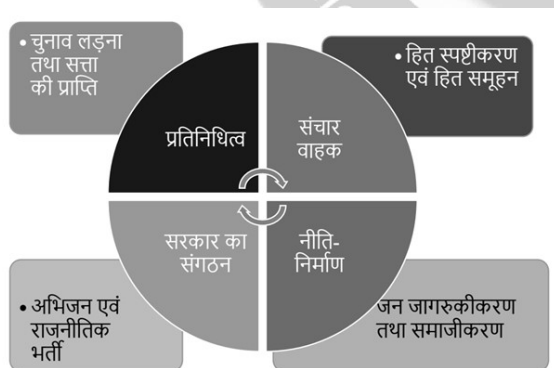 • चुनाव लड़ना
तथा सत्ता
की प्राप्ति
• हित स्पष्टीकरण
एवं हित समूहन
प्रतिनिधित्व
संचार
वाहक
सरकार का
संगठन
नीति-
निर्माण
• अभिजन एवं
राजनीतिक
भर्ती
जन जागरुकीकरण
तथा समाजीकरण